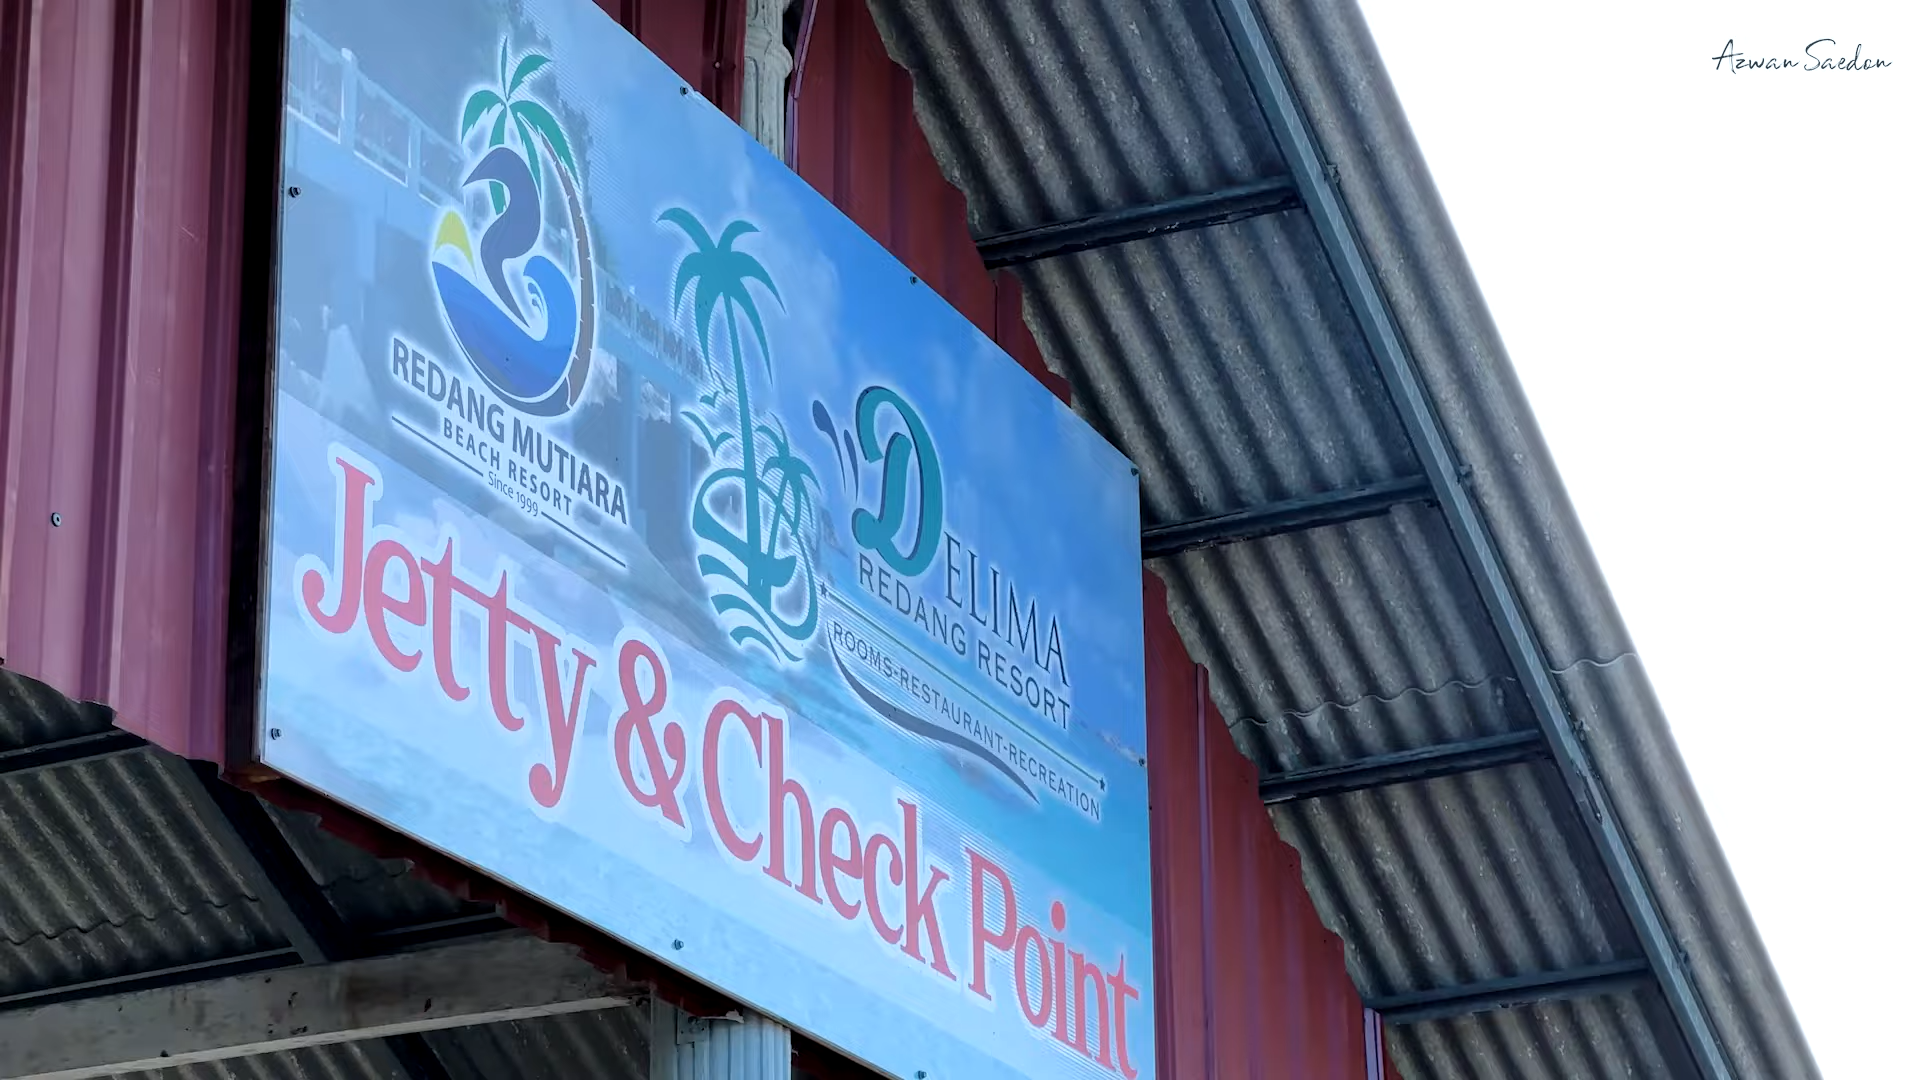 Azwan Saedon
REDANG MUTIARA
BEACH RESORT
Since 1999
DELIMA
REDANG RESORT
ROOMS-RESTAURANT-RECREATION
Jetty & Check Point